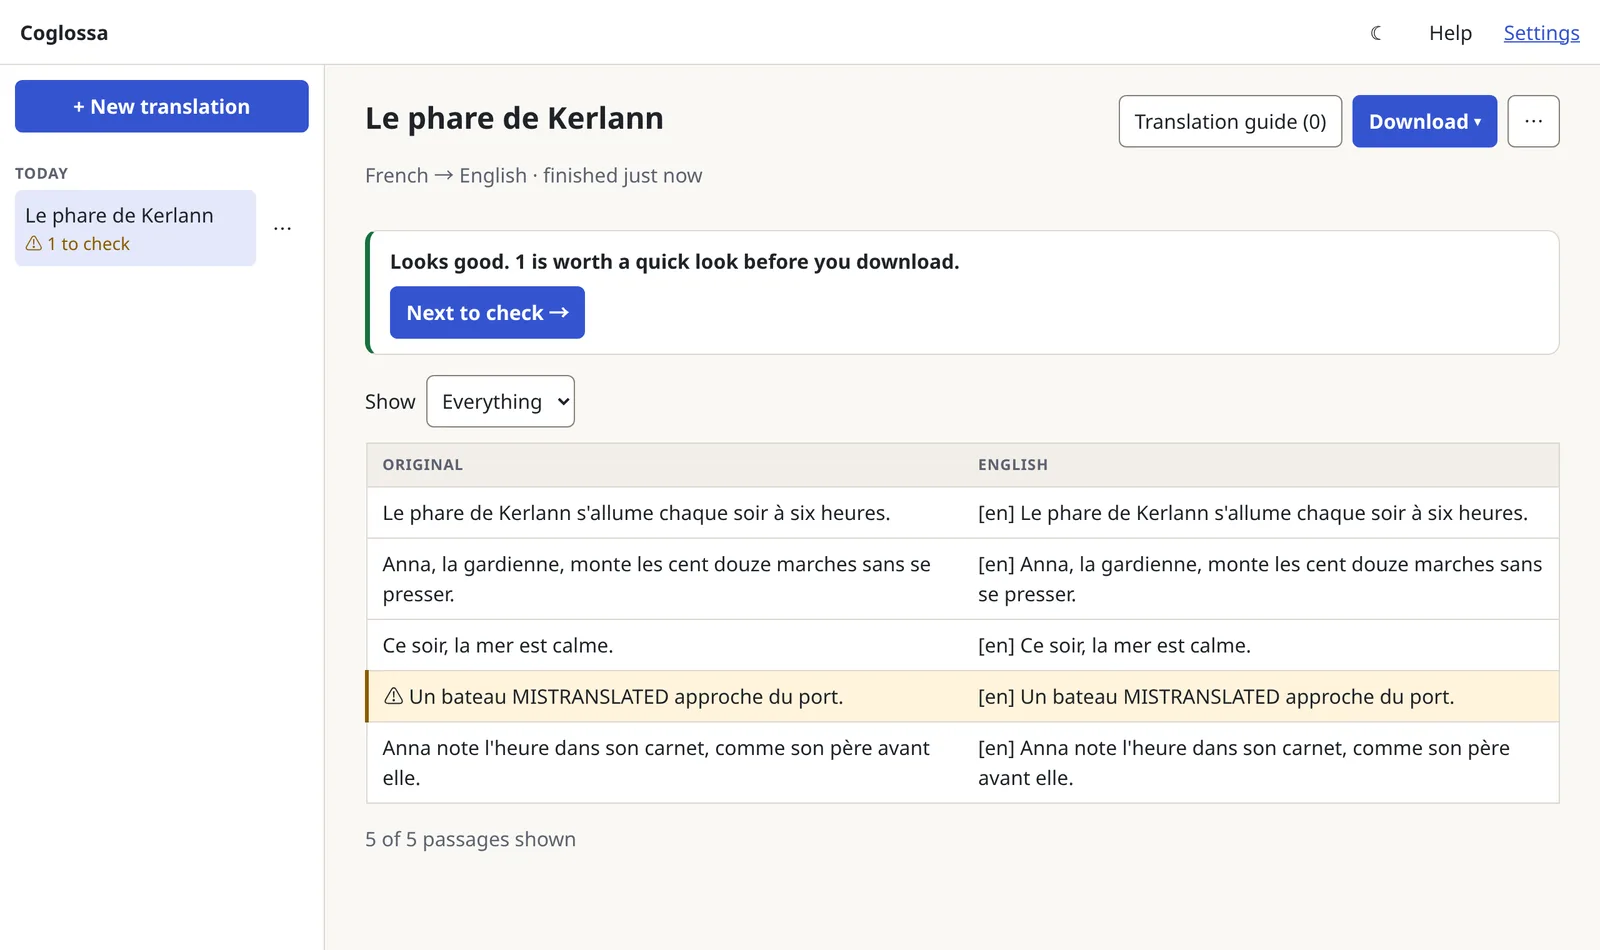 Coglossa
☾ Help Settings
+ New translation
TODAY
Le phare de Kerlann
⚠ 1 to check
...
Le phare de Kerlann
Translation guide (0)
Download ▾
...
French → English · finished just now
Looks good. 1 is worth a quick look before you download.
Next to check →
Show Everything
ORIGINAL ENGLISH
Le phare de Kerlann s'allume chaque soir à six heures.
[en] Le phare de Kerlann s'allume chaque soir à six heures.
Anna, la gardienne, monte les cent douze marches sans se
presser.
[en] Anna, la gardienne, monte les cent douze marches sans
se presser.
Ce soir, la mer est calme.
[en] Ce soir, la mer est calme.
⚠ Un bateau MISTRANSLATED approche du port.
[en] Un bateau MISTRANSLATED approche du port.
Anna note l'heure dans son carnet, comme son père avant
elle.
[en] Anna note l'heure dans son carnet, comme son père
avant elle.
5 of 5 passages shown